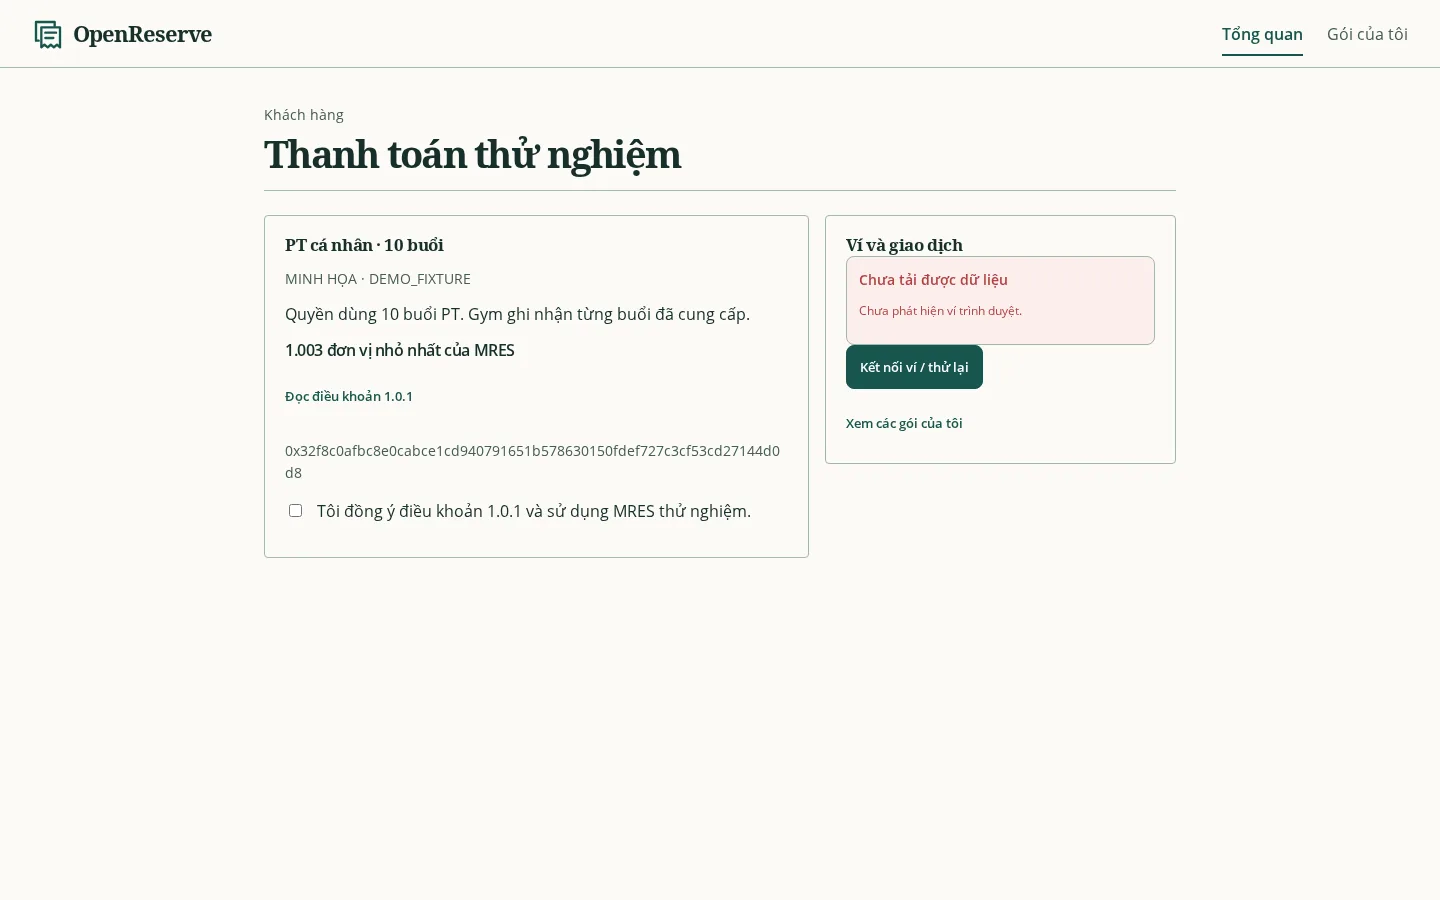 OpenReserve
Tổng quan
Gói của tôi
Khách hàng
Thanh toán thử nghiệm
PT cá nhân · 10 buổi
MINH HỌA · DEMO_FIXTURE
Quyền dùng 10 buổi PT. Gym ghi nhận từng buổi đã cung cấp.
1.003 đơn vị nhỏ nhất của MRES
Đọc điều khoản 1.0.1
0x32f8c0afbc8e0cabce1cd940791651b578630150fdef727c3cf53cd27144d0
d8
Tôi đồng ý điều khoản 1.0.1 và sử dụng MRES thử nghiệm.
Ví và giao dịch
Chưa tải được dữ liệu
Chưa phát hiện ví trình duyệt.
Kết nối ví / thử lại
Xem các gói của tôi